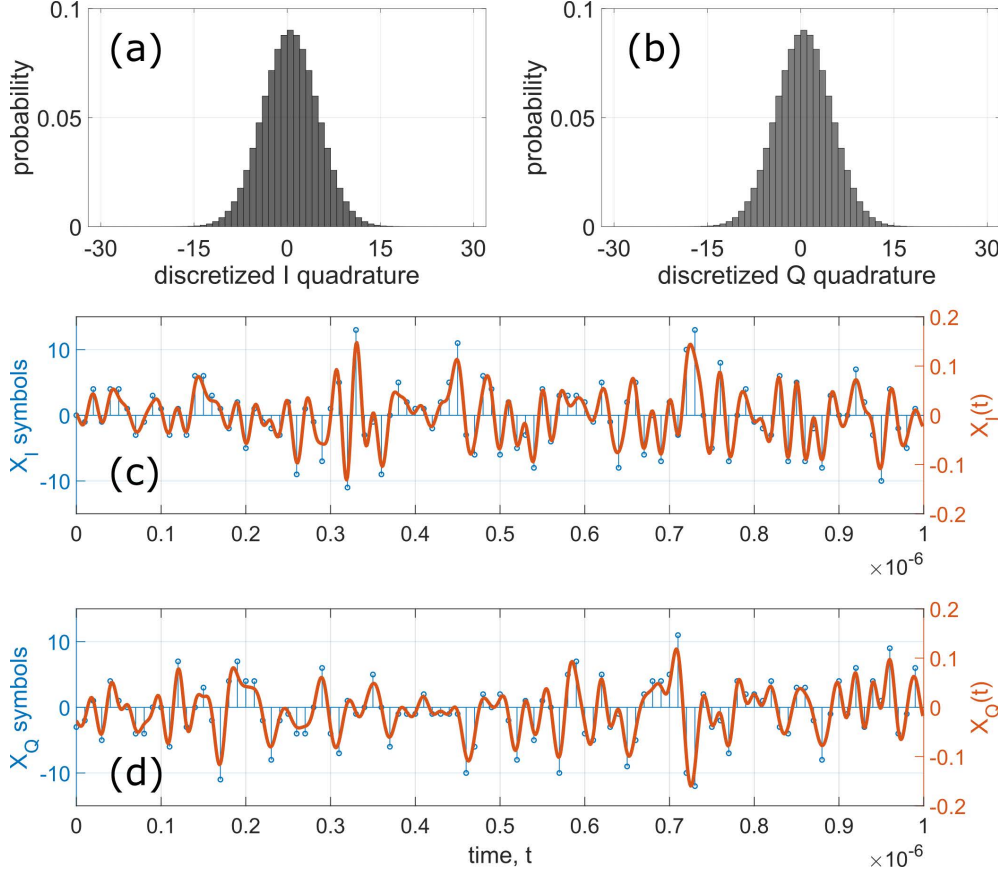 0.1
0.05
0
probability
(a)
-30 -15 0 15 30
discretized I quadrature
0.1
0.05
0
probability
(b)
-30 -15 0 15 30
discretized Q quadrature
10
0
-10
X_I symbols
(c)
0.2
0.1
0
-0.1
-0.2
X_I(t)
0 0.1 0.2 0.3 0.4 0.5 0.6 0.7 0.8 0.9 1
×10^-6
10
0
-10
X_Q symbols
(d)
0.2
0.1
0
-0.1
-0.2
X_Q(t)
0 0.1 0.2 0.3 0.4 0.5 0.6 0.7 0.8 0.9 1
time, t
×10^-6